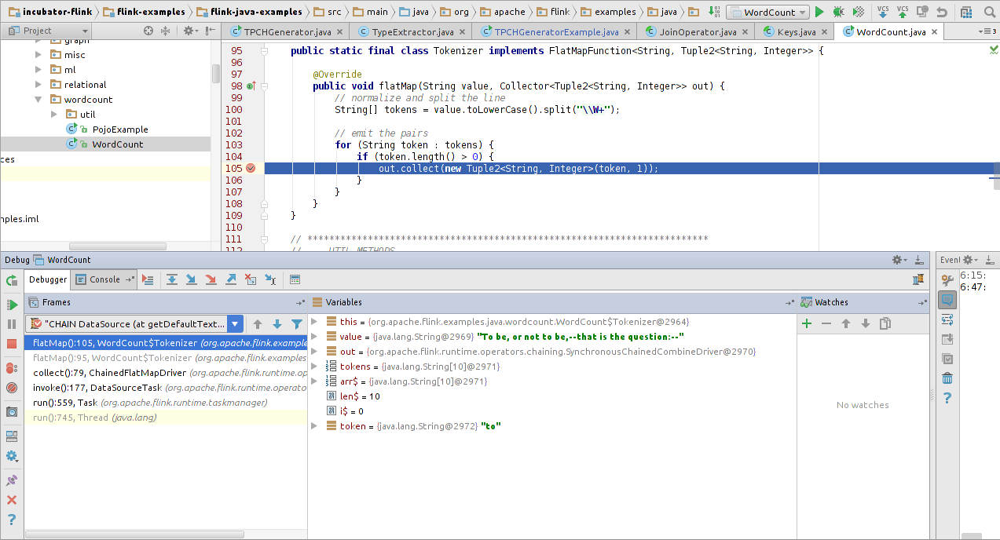 incubator-flink flink-examples flink-java-examples src main java org apache flink examples java WordCount VCS VCS
Project
TPCHGenerator.java TypeExtractor.java TPCHGeneratorExample.java JoinOperator.java Keys.java WordCount.java 3
graph
misc
ml
relational
wordcount
util
PojoExample
WordCount
ces
nples.iml
95 public static final class Tokenizer implements FlatMapFunction<String, Tuple2<String, Integer>> {
96
97 @Override
98 public void flatMap(String value, Collector<Tuple2<String, Integer>> out) {
99 // normalize and split the line
100 String[] tokens = value.toLowerCase().split("\\W+");
101
102 // emit the pairs
103 for (String token : tokens) {
104 if (token.length() > 0) {
105 out.collect(new Tuple2<String, Integer>(token, 1));
106 }
107 }
108 }
109 }
110
111 // *************************************************************************
112 // UTIL METHODS
Debug WordCount
Debugger Console
Frames
"CHAIN DataSource (at getDefaultText...
flatMap():105, WordCount$Tokenizer (org.apache.flink.example
flatMap():95, WordCount$Tokenizer (org.apache.flink.examples
collect():79, ChainedFlatMapDriver (org.apache.flink.runtime.op
invoke():177, DataSourceTask (org.apache.flink.runtime.operato
run():559, Task (org.apache.flink.runtime.taskmanager)
run():745, Thread (java.lang)
Variables
this = {org.apache.flink.examples.java.wordcount.WordCount$Tokenizer@2964}
value = {java.lang.String@2969} "To be, or not to be,--that is the question:--"
out = {org.apache.flink.runtime.operators.chaining.SynchronousChainedCombineDriver@2970}
tokens = {java.lang.String[10]@2971}
arr$ = {java.lang.String[10]@2971}
len$ = 10
i$ = 0
token = {java.lang.String@2972} "to"
Watches
No watches
Event
6:15:
6:47: